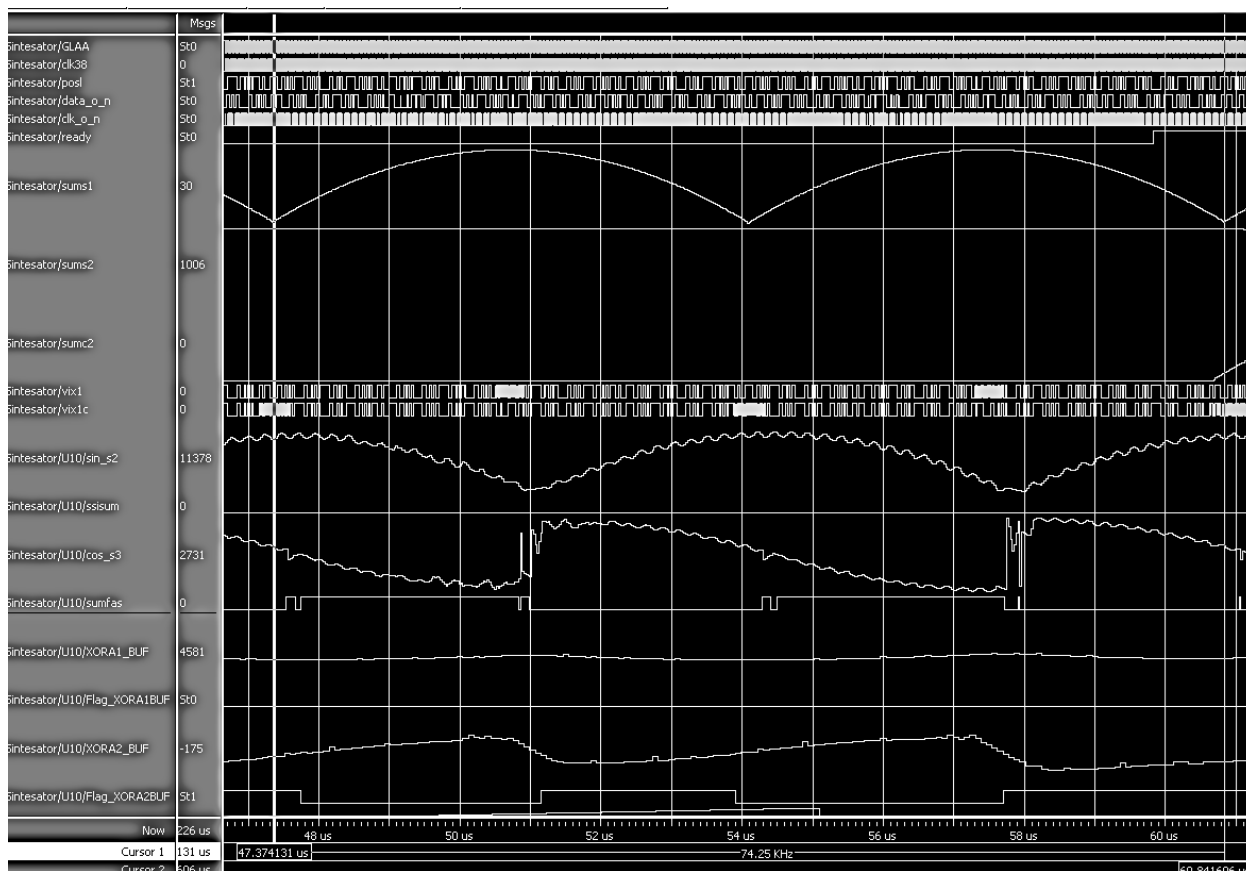 Msgs
Sintesator/GLAA St0
Sintesator/clk38 0
Sintesator/posl St1
Sintesator/data_o_n St0
Sintesator/clk_o_n St0
Sintesator/ready St0
Sintesator/sums1 30
Sintesator/sums2 1006
Sintesator/sumc2 0
Sintesator/vix1 0
Sintesator/vix1c 0
Sintesator/U10/sin_s2 11378
Sintesator/U10/ssisum 0
Sintesator/U10/cos_s3 2731
Sintesator/U10/sumfas 0
Sintesator/U10/XORA1_BUF 4581
Sintesator/U10/Flag_XORA1BUF St0
Sintesator/U10/XORA2_BUF -175
Sintesator/U10/Flag_XORA2BUF St1
Now 226 us 48 us 50 us 52 us 54 us 56 us 58 us 60 us
Cursor 1 131 us 47.374131 us 74.25 KHz
Cursor 2 606 us